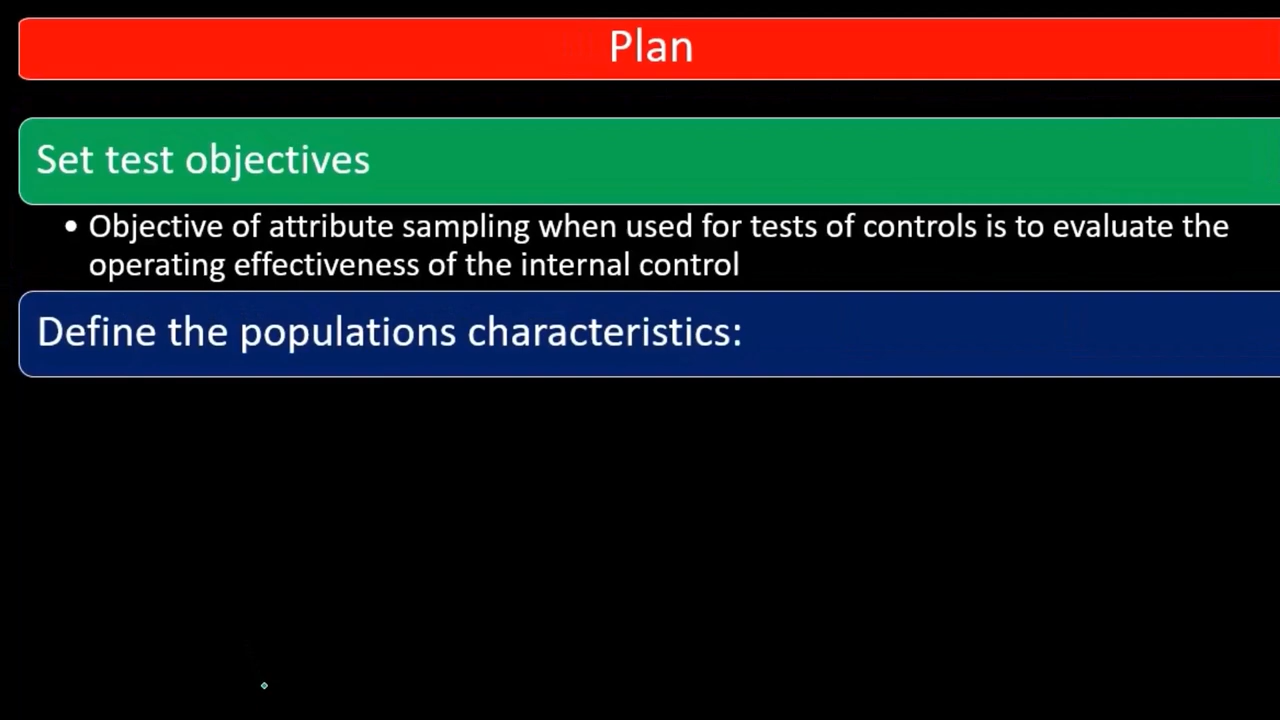 Plan
Set test objectives
• Objective of attribute sampling when used for tests of controls is to evaluate the
operating effectiveness of the internal control
Define the populations characteristics: